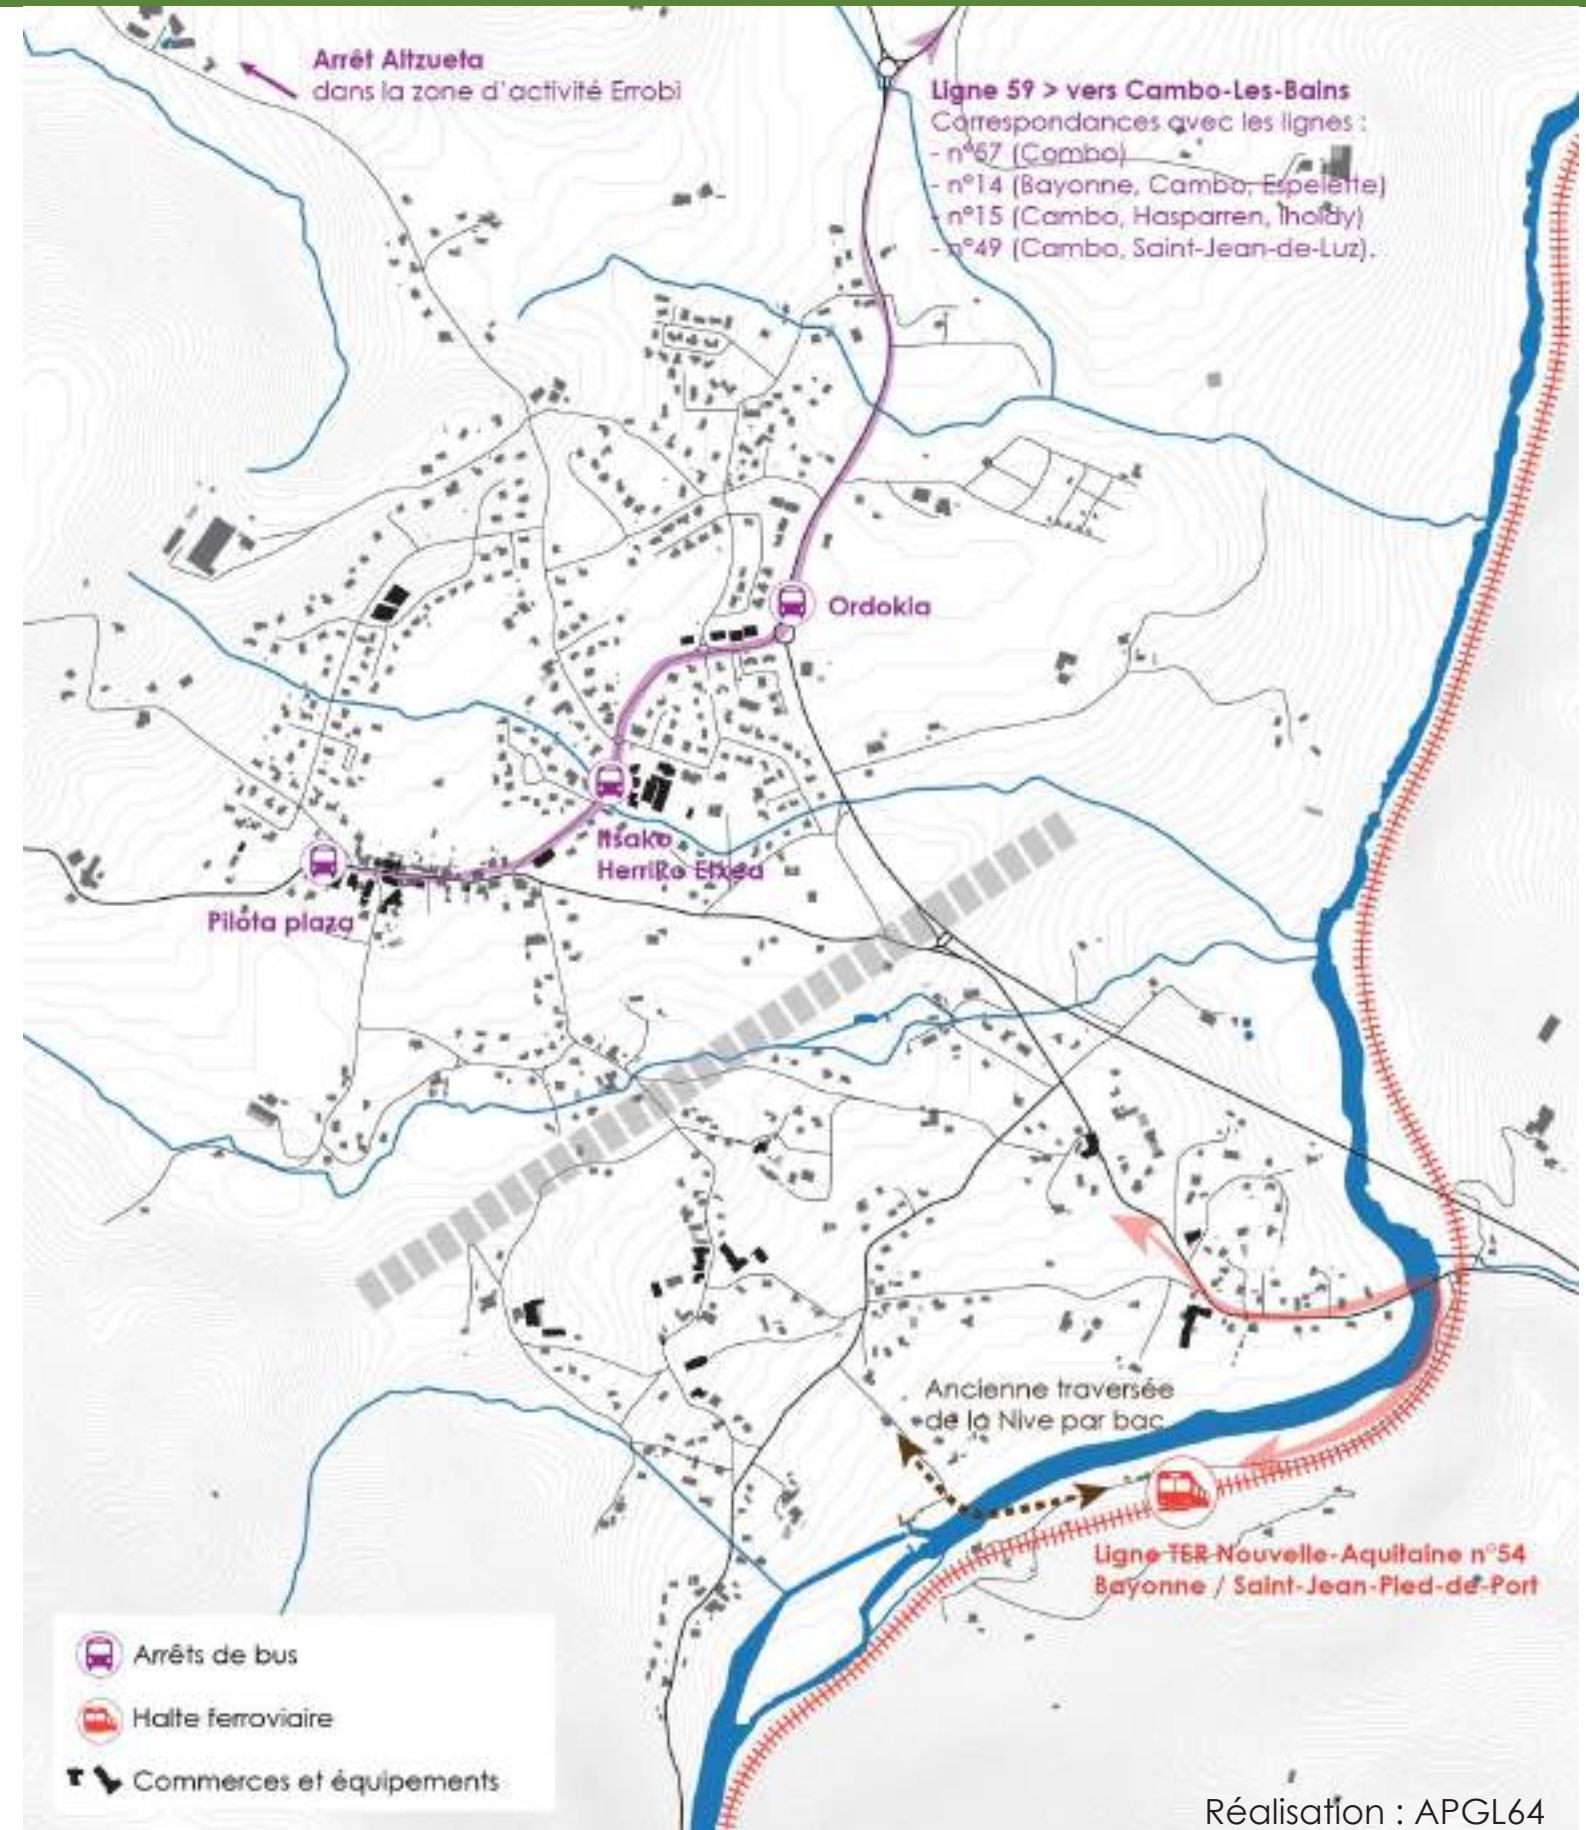 Arrêt Altzueta
dans la zone d'activité Errobi
Ligne 59 > vers Cambo-Les-Bains
Correspondances avec les lignes :
- n°57 (Combo)
- n°14 (Bayonne, Cambo, Espelette)
- n°15 (Cambo, Hasparren, Iholdy)
- n°49 (Cambo, Saint-Jean-de-Luz).
Ordokia
Itsako
Herriko Etxea
Pilota plaza
Ancienne traversée
de la Nive par bac
Ligne TER Nouvelle-Aquitaine n°54
Bayonne / Saint-Jean-Pied-de-Port
Arrêts de bus
Halte ferroviaire
Commerces et équipements
Réalisation : APGL64